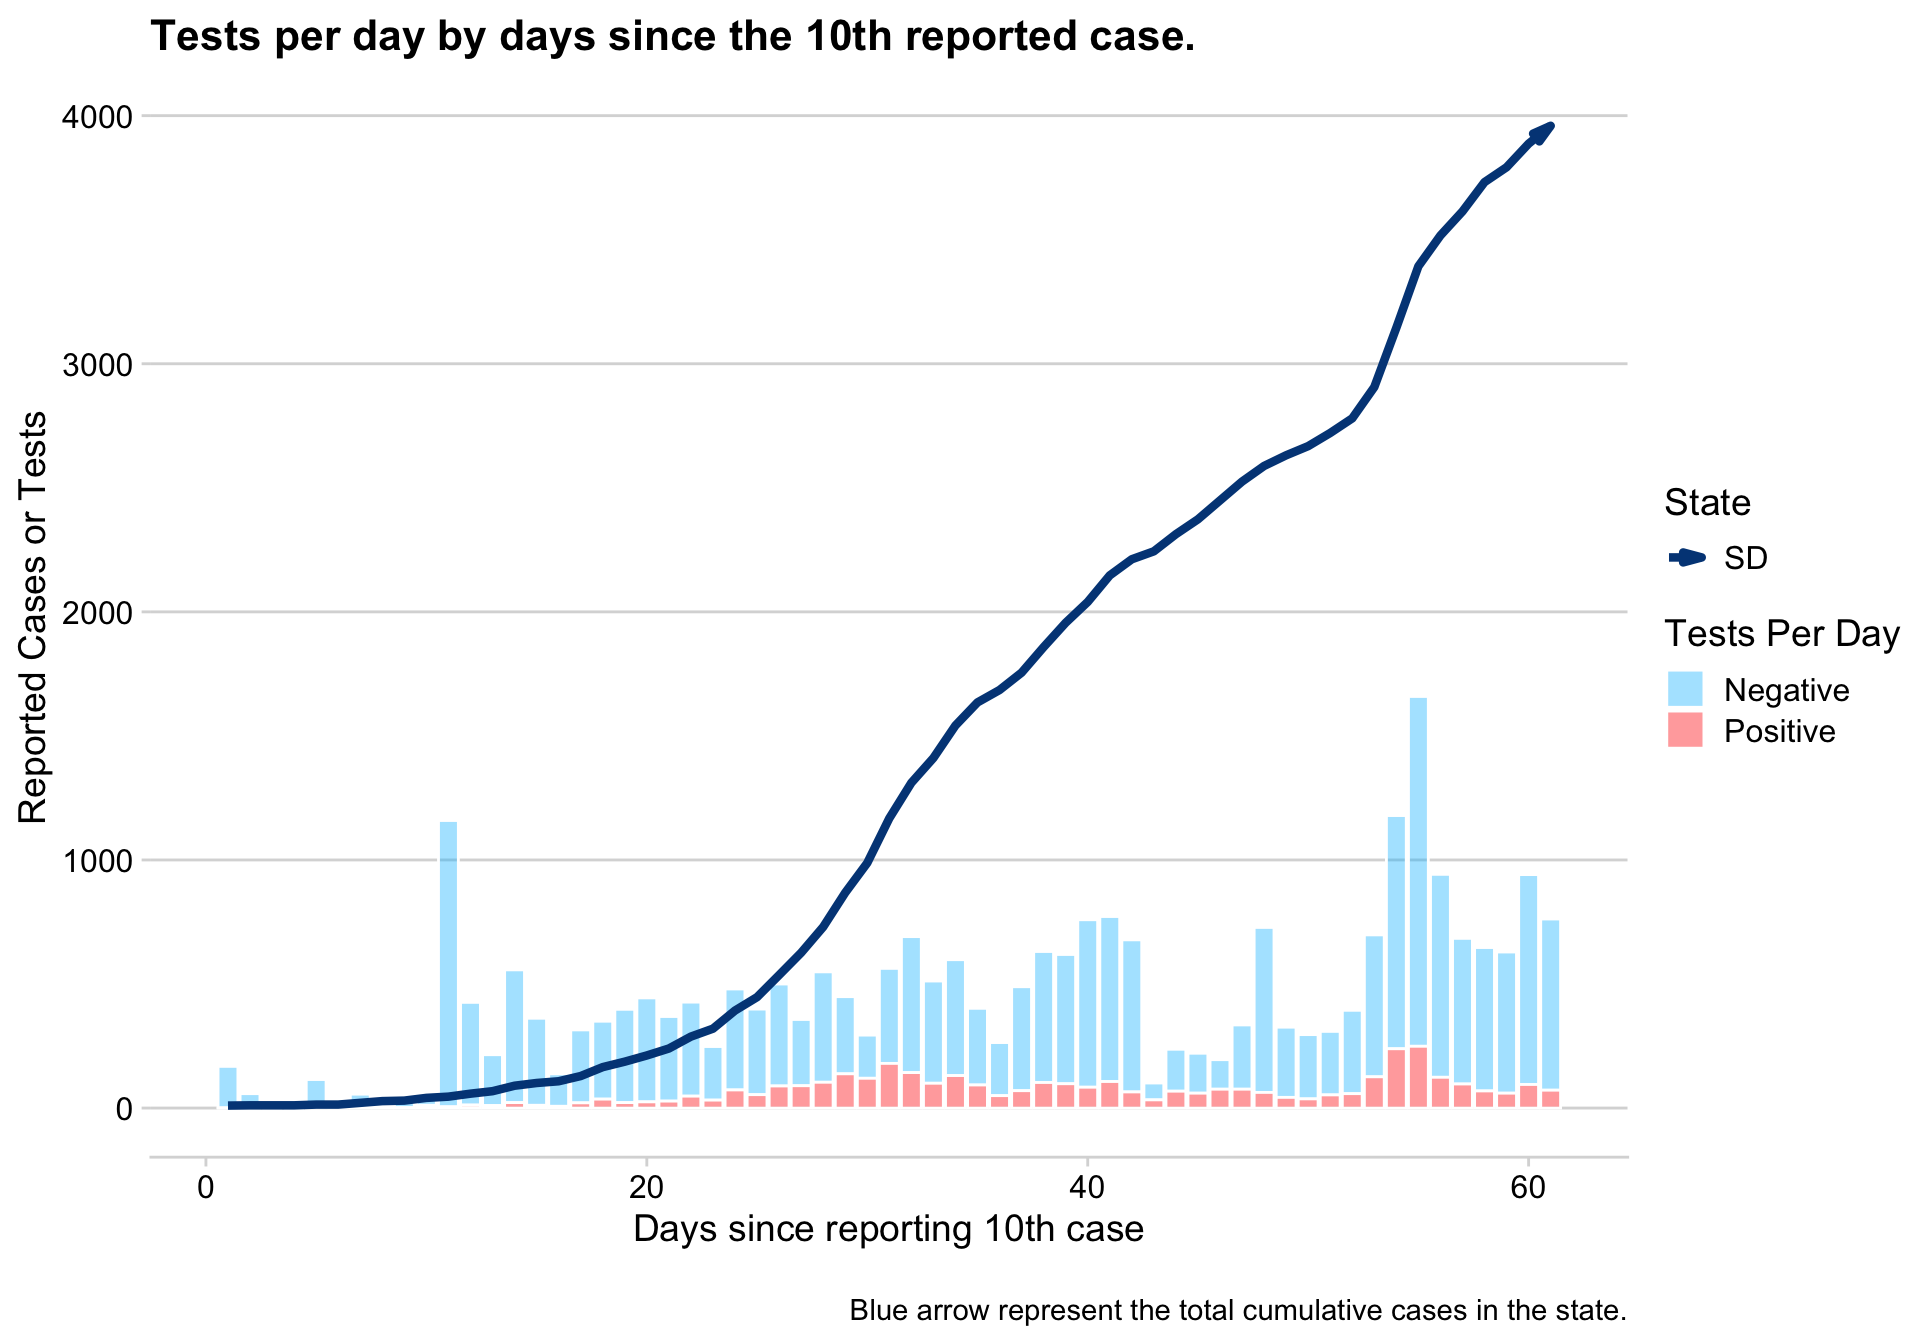 Tests per day by days since the 10th reported case.
4000
3000
2000
1000
0
Reported Cases or Tests
0 20 40 60
Days since reporting 10th case
State
SD
Tests Per Day
Negative
Positive
Blue arrow represent the total cumulative cases in the state.